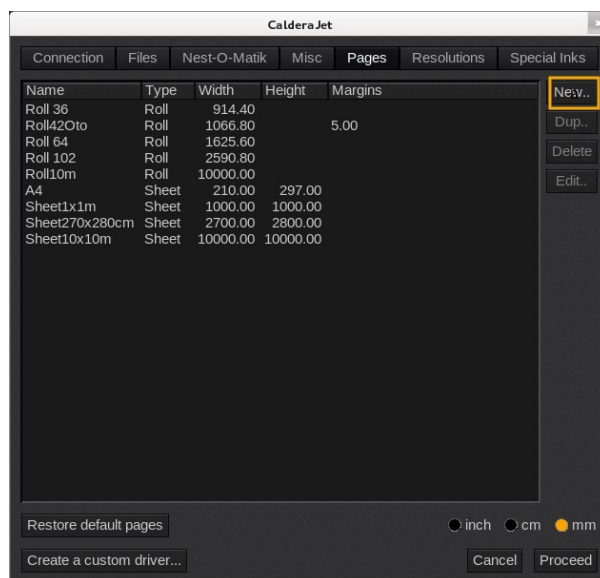 CalderaJet
Connection Files Nest-O-Matik Misc Pages Resolutions Special Inks
Name Type Width Height Margins
New..
Roll 36 Roll 914.40
Roll42Oto Roll 1066.80 5.00
Dup..
Roll 64 Roll 1625.60
Roll 102 Roll 2590.80
Delete
Roll10m Roll 10000.00
A4 Sheet 210.00 297.00
Edit..
Sheet1x1m Sheet 1000.00 1000.00
Sheet270x280cm Sheet 2700.00 2800.00
Sheet10x10m Sheet 10000.00 10000.00
Restore default pages inch cm mm
Create a custom driver... Cancel Proceed